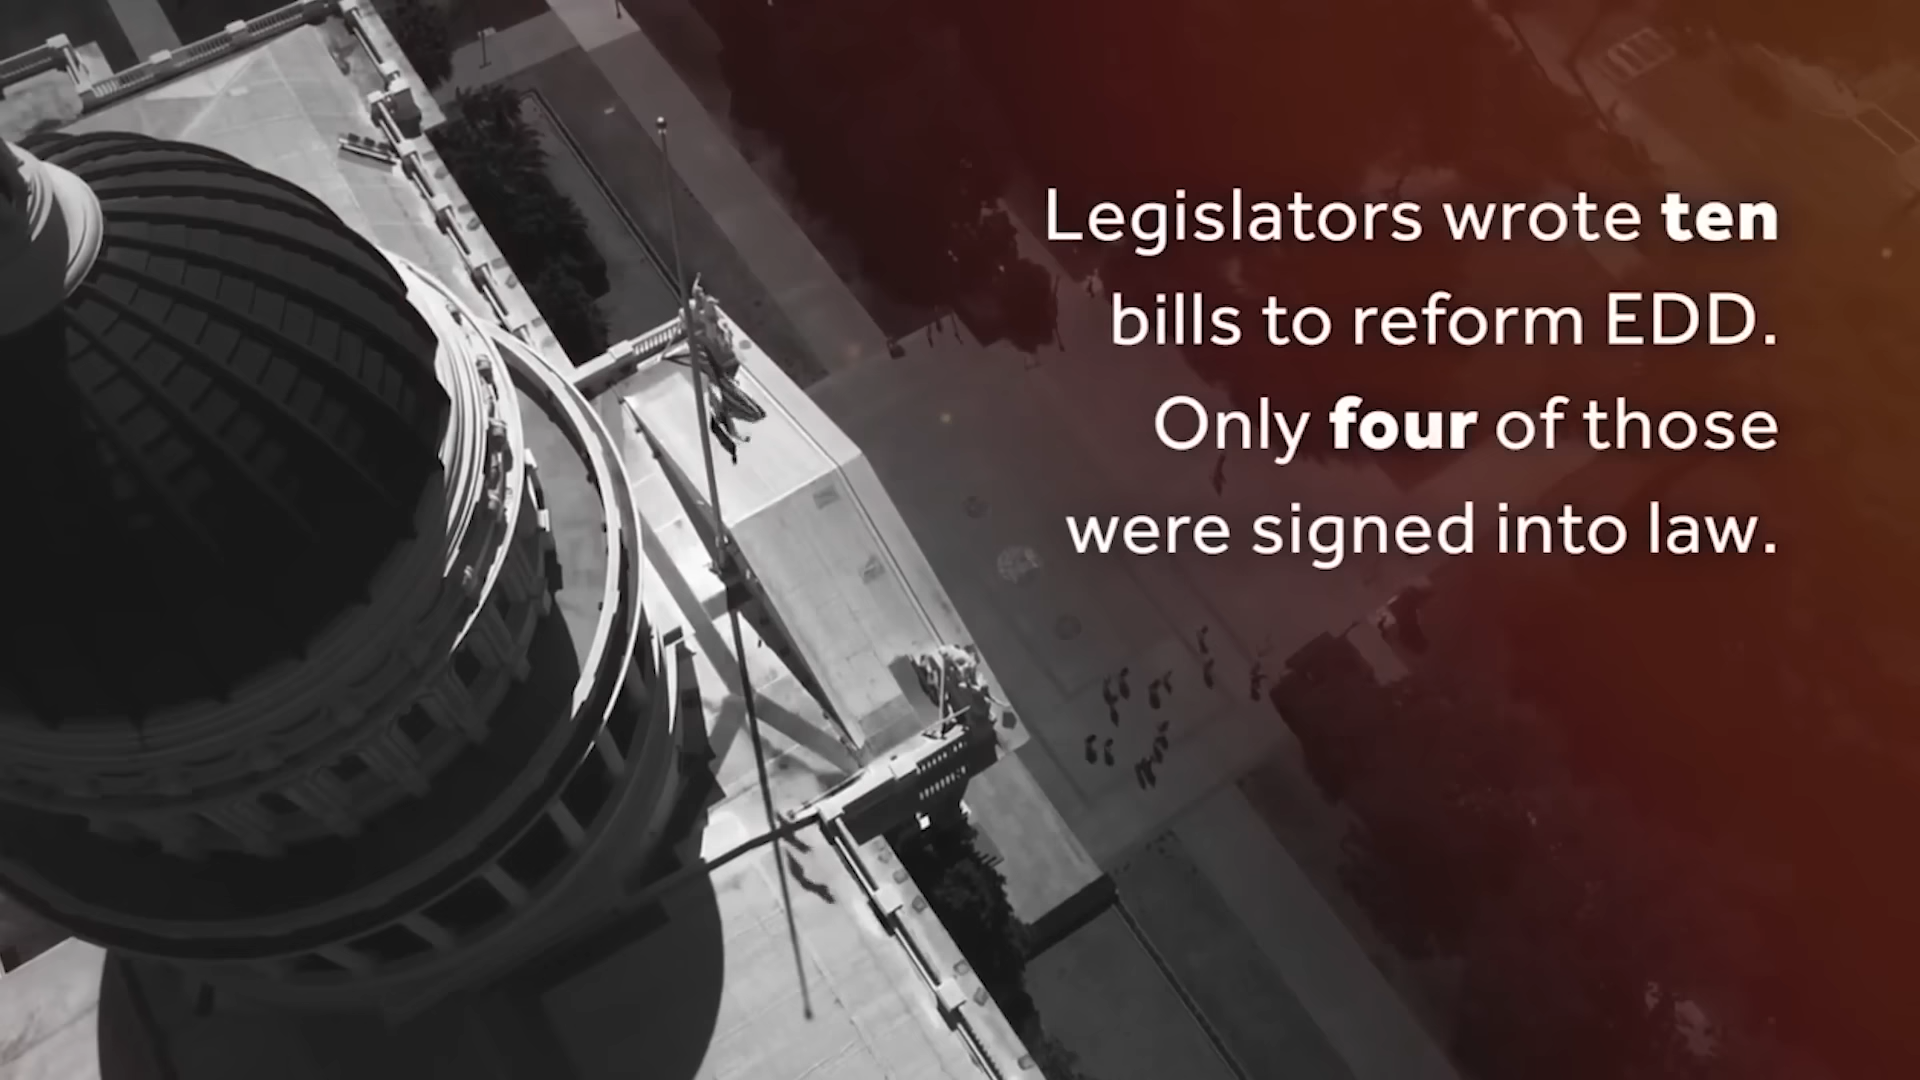 Legislators wrote ten
bills to reform EDD.
Only four of those
were signed into law.